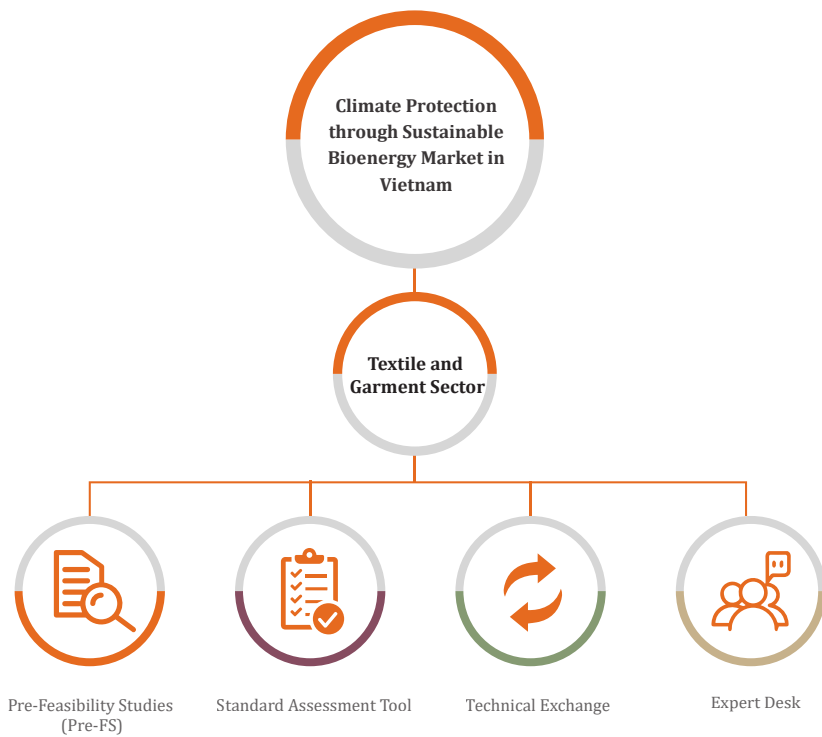 Climate Protection
through Sustainable
Bioenergy Market in
Vietnam
Textile and
Garment Sector
Pre-Feasibility Studies
(Pre-FS)
Standard Assessment Tool
Technical Exchange
Expert Desk